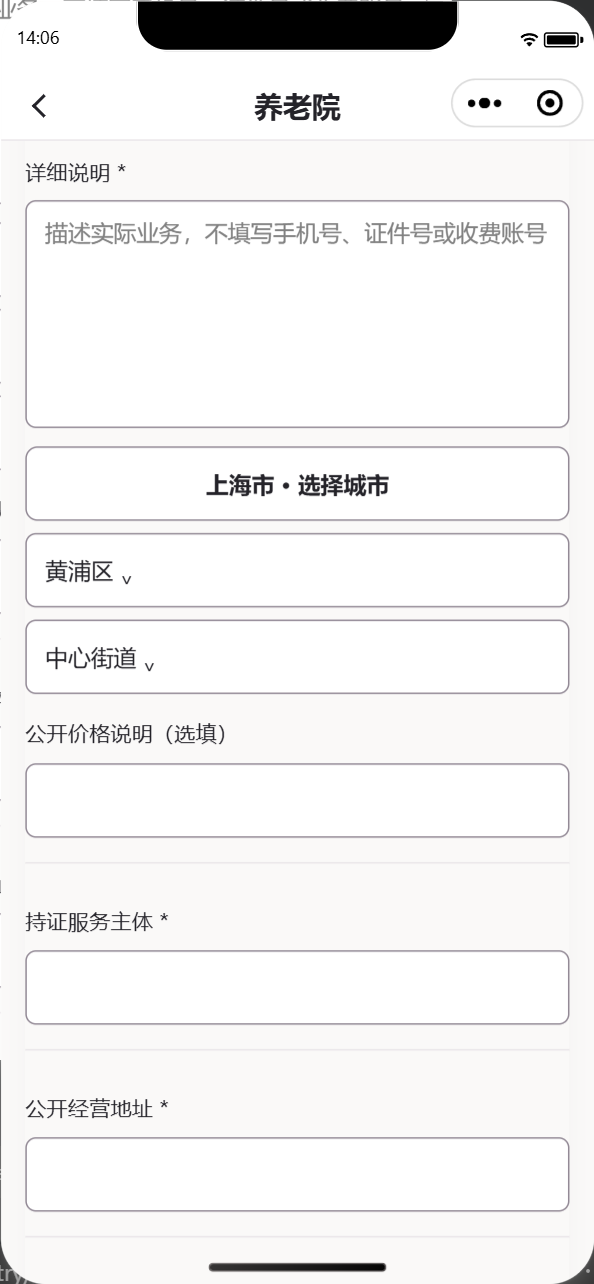 14:06
养老院
详细说明 *
描述实际业务，不填写手机号、证件号或收费账号
上海市·选择城市
黄浦区
中心街道
公开价格说明（选填）
持证服务主体 *
公开经营地址 *